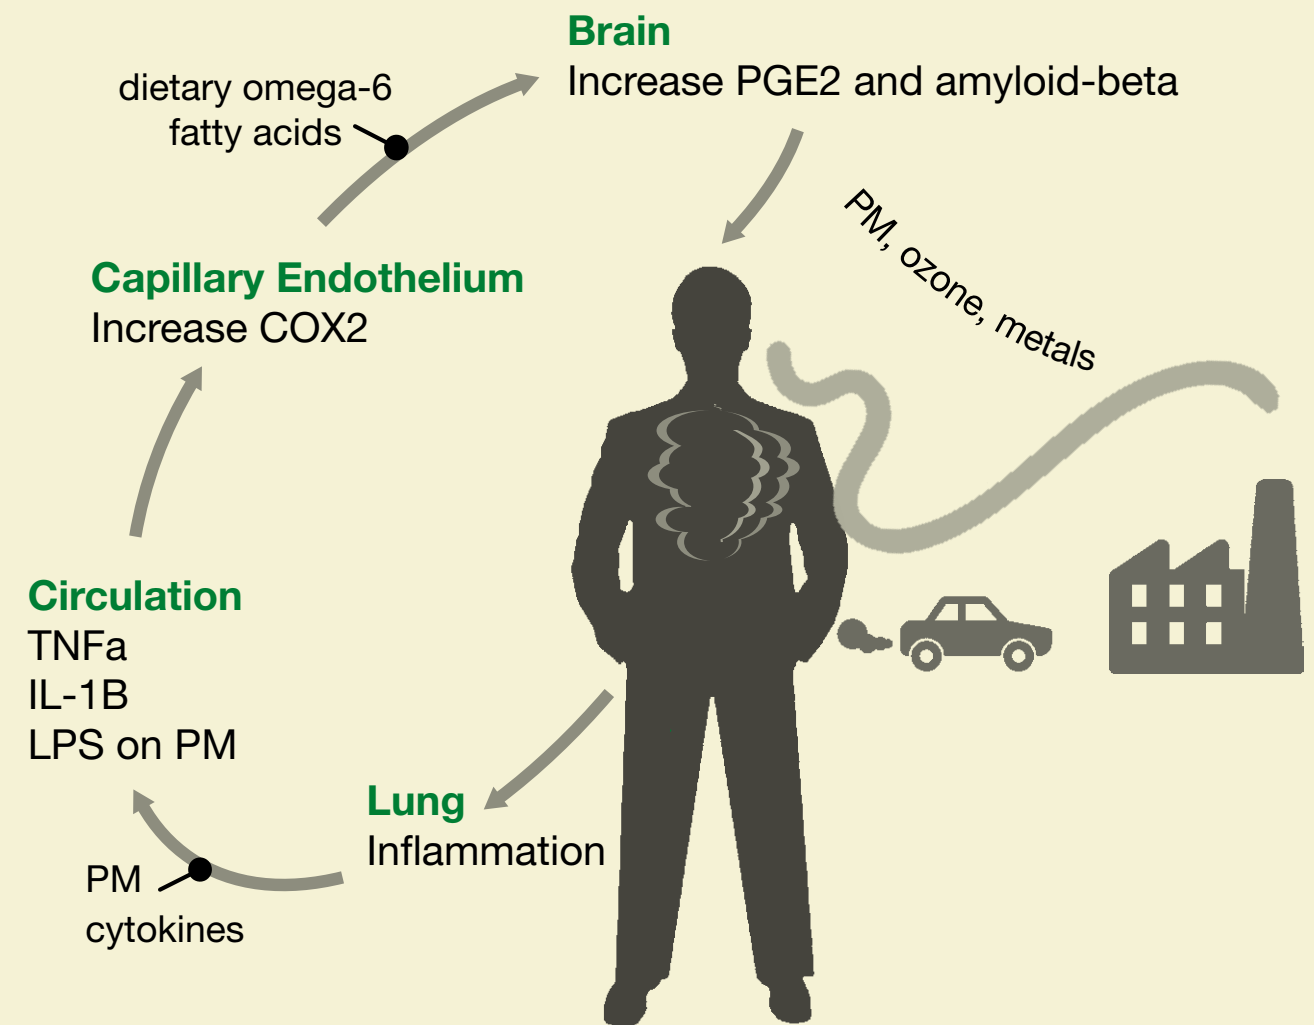 Brain
Increase PGE2 and amyloid-beta
dietary omega-6
fatty acids
PM, ozone, metals
Capillary Endothelium
Increase COX2
Circulation
TNFa
IL-1B
LPS on PM
Lung
Inflammation
PM
cytokines